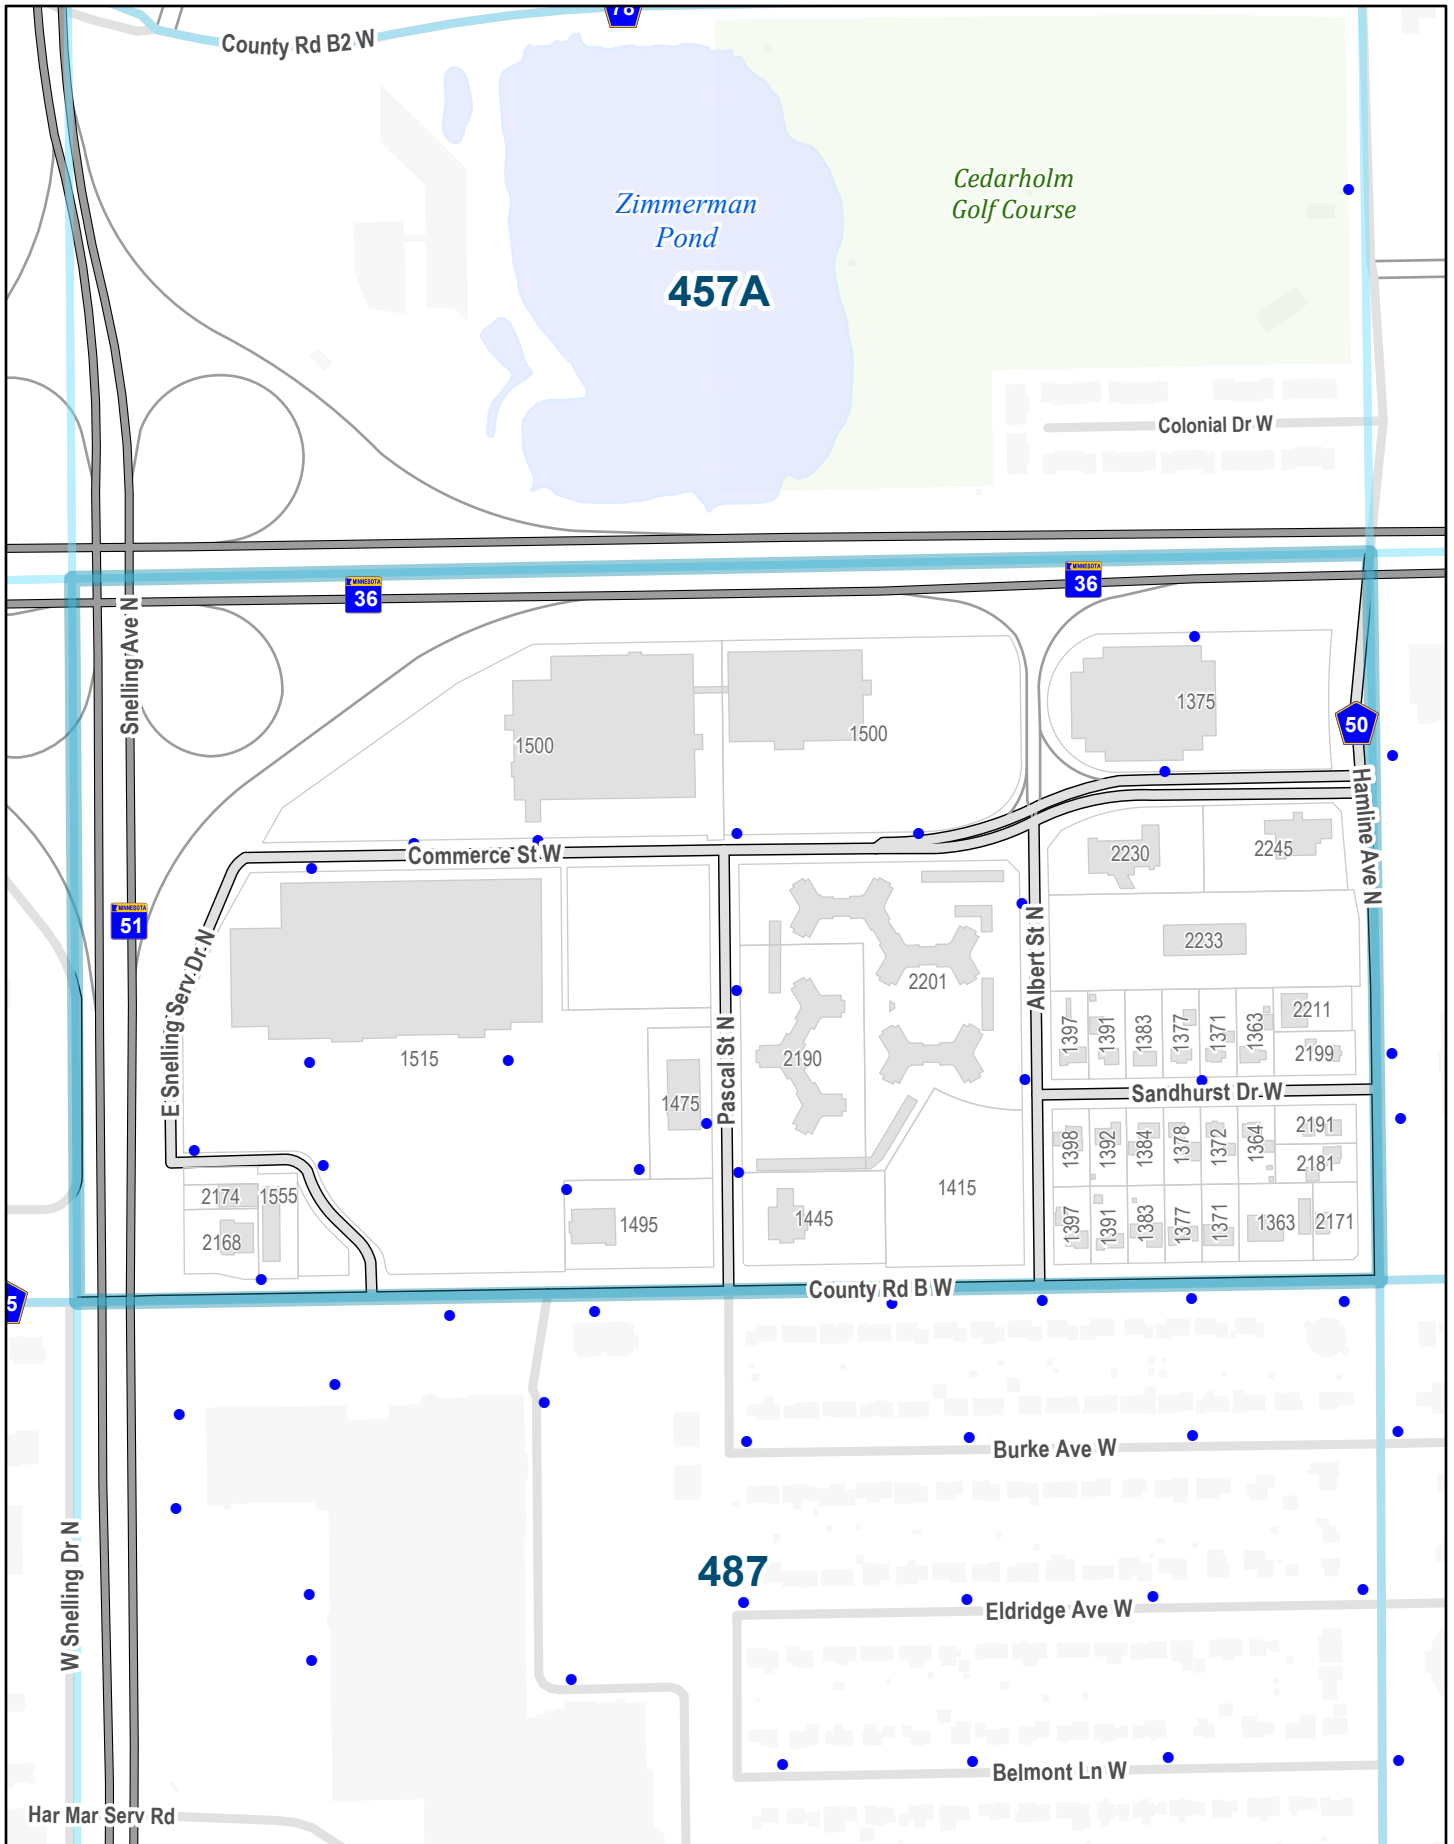 78
County Rd B2 W
Cedarholm
Golf Course
Zimmerman
Pond
457A
Colonial Dr W
MINNESOTA
36
MINNESOTA
36
Snelling Ave N
1375
1500
1500
50
Hamline Ave N
Commerce St W
2230
2245
MINNESOTA
51
E Snelling Serv Dr N
Albert St N
2233
2201
1397
1391
1383
1377
1371
1363
2211
2199
1515
2190
Pascal St N
1475
Sandhurst Dr W
1398
1392
1384
1378
1372
1364
2191
2181
2174
1555
1415
2168
1495
1445
1397
1391
1383
1377
1371
1363
2171
County Rd B W
5
Burke Ave W
487
W Snelling Dr N
Eldridge Ave W
Belmont Ln W
Har Mar Serv Rd